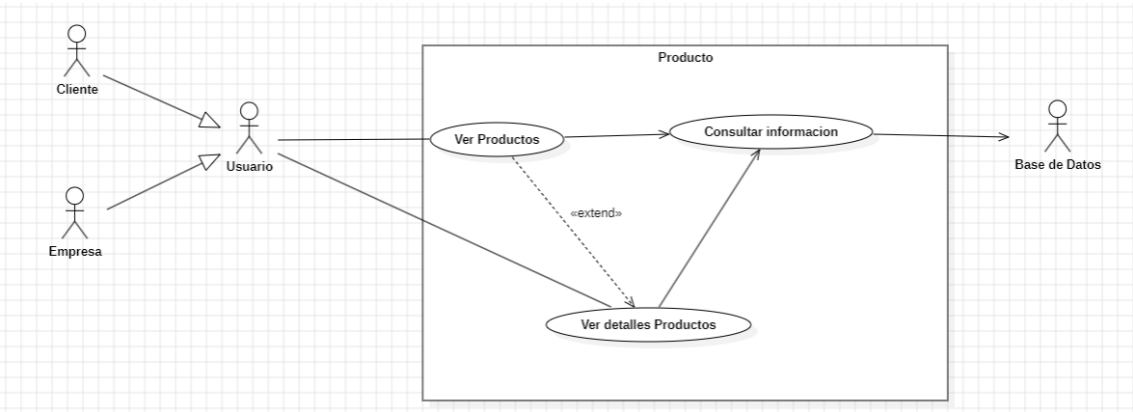 Producto
Cliente
Usuario
Ver Productos
Consultar informacion
Base de Datos
«extend»
Empresa
Ver detalles Productos